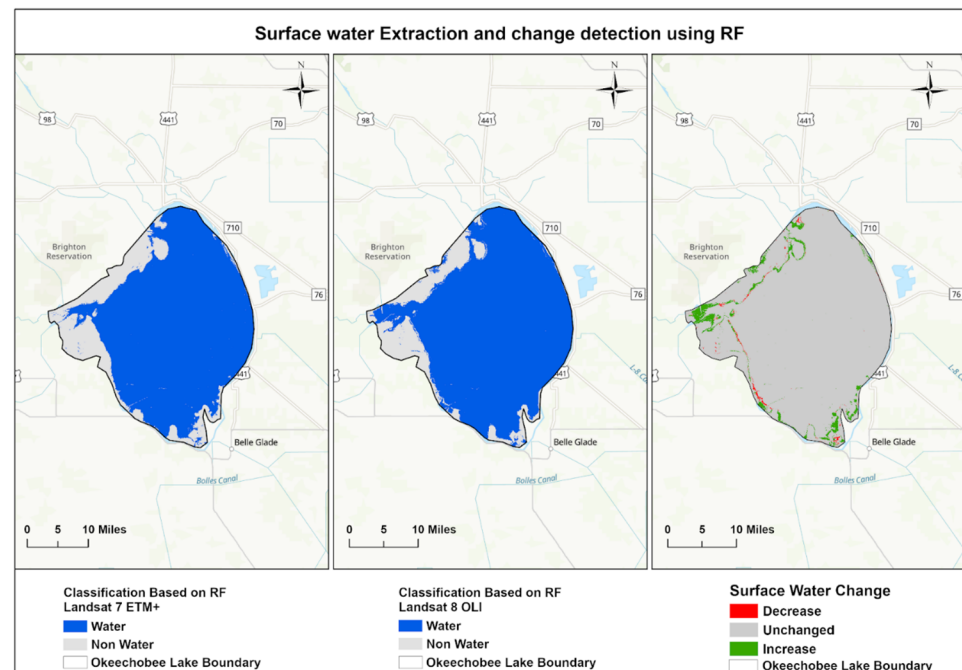 Surface water Extraction and change detection using RF
N
98
441
70
710
Brighton
Reservation
76
441
Belle Glade
Bolles Canal
0 5 10 Miles
N
98
441
70
710
Brighton
Reservation
76
441
Belle Glade
Bolles Canal
0 5 10 Miles
N
98
441
70
710
Brighton
Reservation
76
441
Belle Glade
Bolles Canal
0 5 10 Miles
Classification Based on RF
Landsat 7 ETM+
Water
Non Water
Okeechobee Lake Boundary
Classification Based on RF
Landsat 8 OLI
Water
Non Water
Okeechobee Lake Boundary
Surface Water Change
Decrease
Unchanged
Increase
Okeechobee Lake Boundary